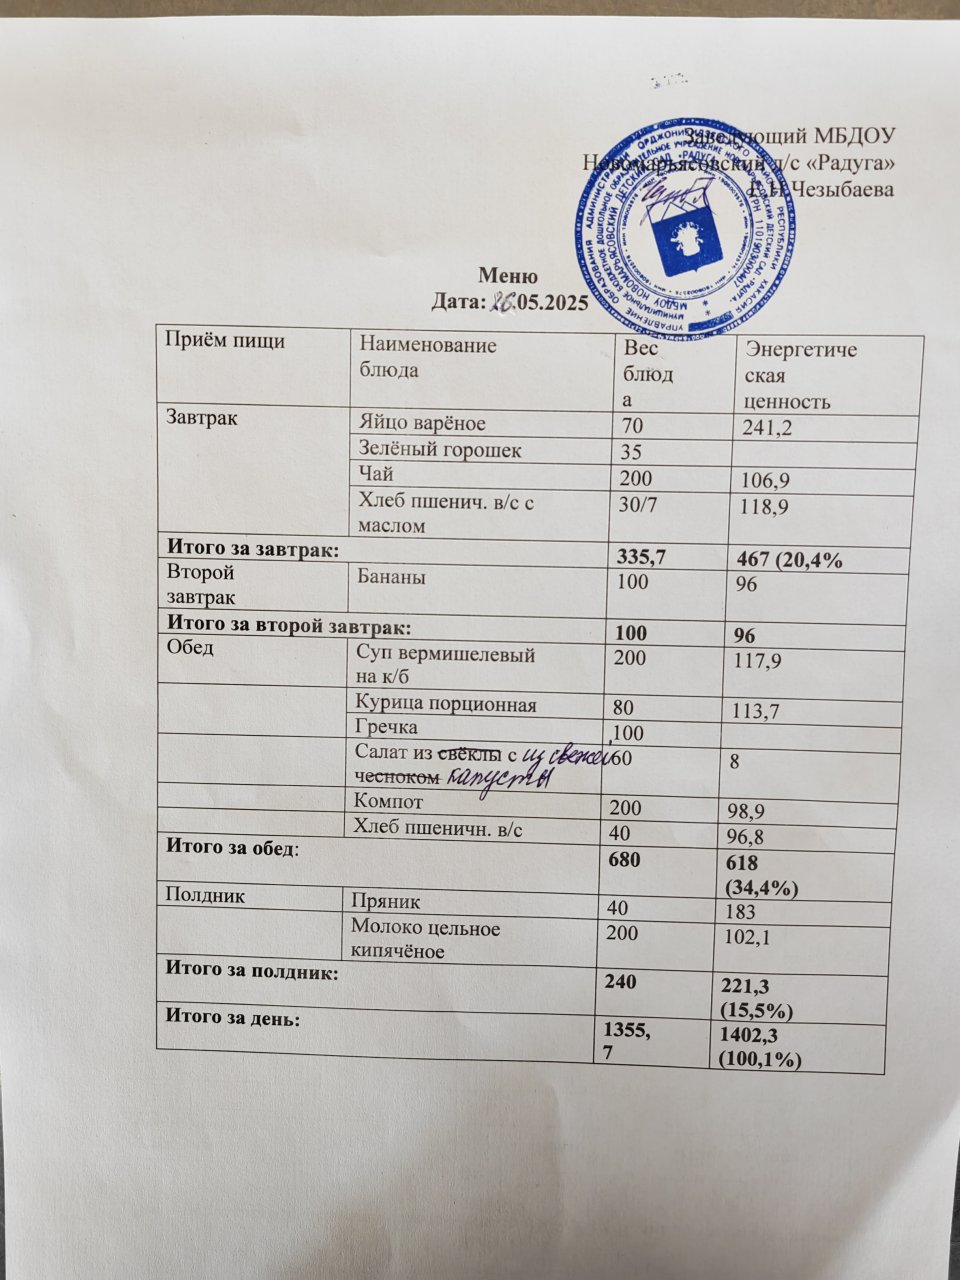 Заведующий МБДОУ
Новомарьясовский д/с «Радуга»
Е Н Чезыбаева
Меню
Дата: 26.05.2025
Приём пищи Наименование блюда Вес блюда Энергетическая ценность
Завтрак Яйцо варёное 70 241,2
Зелёный горошек 35
Чай 200 106,9
Хлеб пшенич. в/с с 30/7 118,9
маслом
Итого за завтрак: 335,7 467 (20,4%
Второй Бананы 100 96
завтрак
Итого за второй завтрак: 100 96
Обед Суп вермишелевый 200 117,9
на к/б
Курица порционная 80 113,7
Гречка 100
Салат из свёклы с из свежей 60 8
чесноком капусты
Компот 200 98,9
Хлеб пшеничн. в/с 40 96,8
Итого за обед: 680 618
(34,4%)
Полдник Пряник 40 183
Молоко цельное 200 102,1
кипячёное
Итого за полдник: 240 221,3
(15,5%)
Итого за день: 1355,7 1402,3
(100,1%)